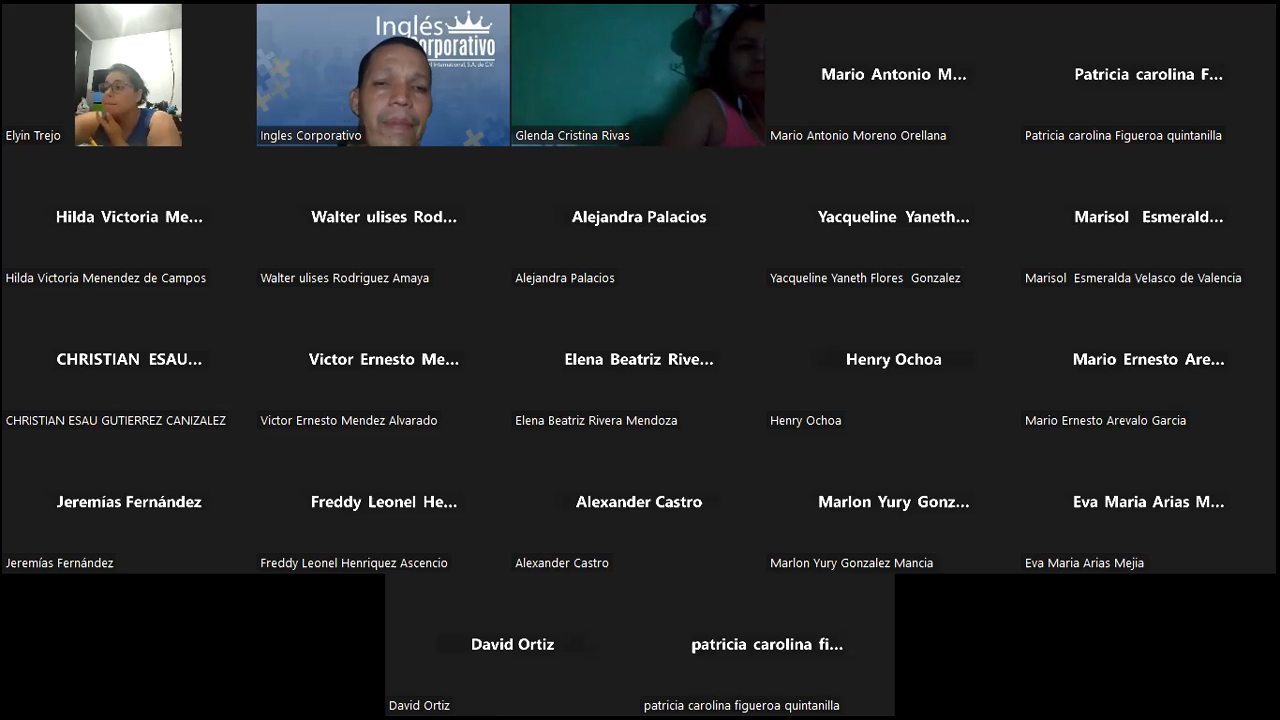 Inglés
Corporativo
International, S.A. de C.V.
Elyin Trejo
Ingles Corporativo
Glenda Cristina Rivas
Mario Antonio M...
Mario Antonio Moreno Orellana
Patricia carolina F...
Patricia carolina Figueroa quintanilla
Hilda Victoria Me...
Hilda Victoria Menendez de Campos
Walter ulises Rod...
Walter ulises Rodriguez Amaya
Alejandra Palacios
Alejandra Palacios
Yacqueline Yaneth...
Yacqueline Yaneth Flores Gonzalez
Marisol Esmerald...
Marisol Esmeralda Velasco de Valencia
CHRISTIAN ESAU...
CHRISTIAN ESAU GUTIERREZ CANIZALEZ
Victor Ernesto Me...
Victor Ernesto Mendez Alvarado
Elena Beatriz Rive...
Elena Beatriz Rivera Mendoza
Henry Ochoa
Henry Ochoa
Mario Ernesto Are...
Mario Ernesto Arevalo Garcia
Jeremías Fernández
Jeremías Fernández
Freddy Leonel He...
Freddy Leonel Henriquez Ascencio
Alexander Castro
Alexander Castro
Marlon Yury Gonz...
Marlon Yury Gonzalez Mancia
Eva Maria Arias M...
Eva Maria Arias Mejia
David Ortiz
David Ortiz
patricia carolina fi...
patricia carolina figueroa quintanilla